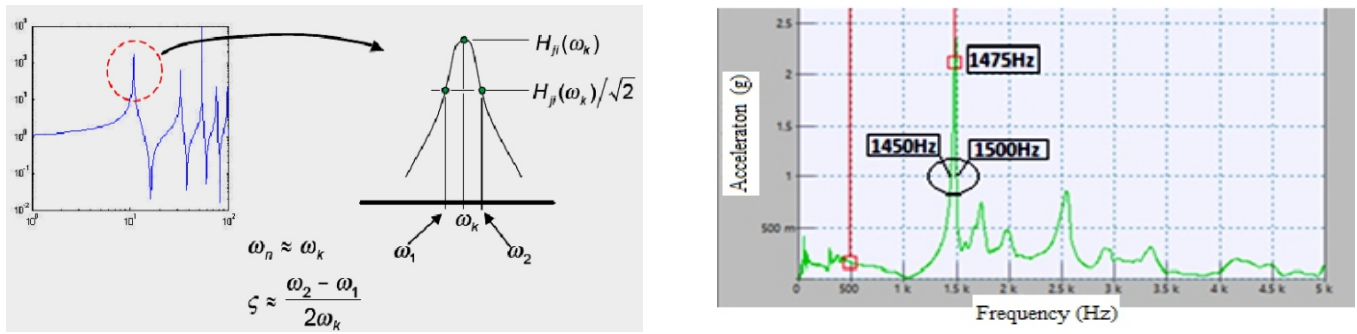 10³
10²
10¹
10⁰
10⁻¹
10⁻²
10⁰ 10¹ 10²
H_ji(ω_k)
H_ji(ω_k)/√2
ω₁ ω_k ω₂
ω_n ≈ ω_k
ς ≈ (ω₂ − ω₁)/(2ω_k)
Acceleraton (g)
2.5
2
1.5
1
500 m
0
1475Hz
1450Hz 1500Hz
0 500 1 k 1.5 k 2 k 2.5 k 3 k 3.5 k 4 k 4.5 k 5 k
Frequency (Hz)